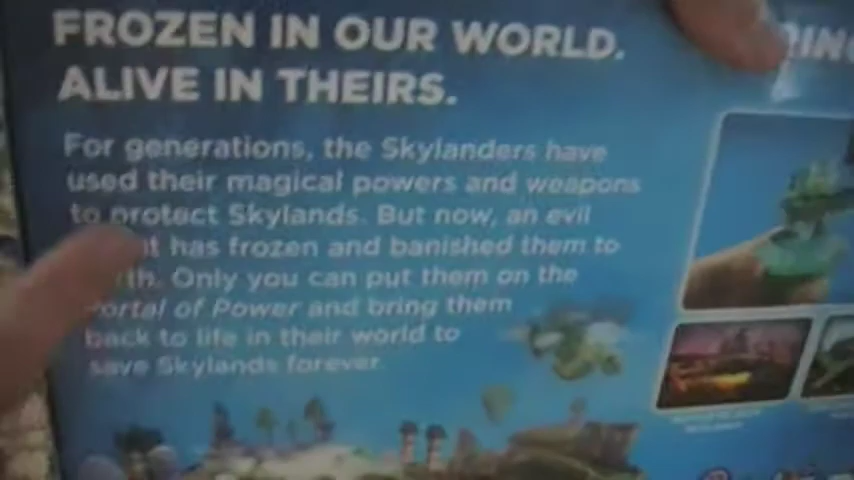 FROZEN IN OUR WORLD.
ALIVE IN THEIRS.
For generations, the Skylanders have
used their magical powers and weapons
to protect Skylands. But now, an evil
has frozen and banished them to
Only you can put them on the
of Power and bring them
back to life in their world to
save Skylands forever.